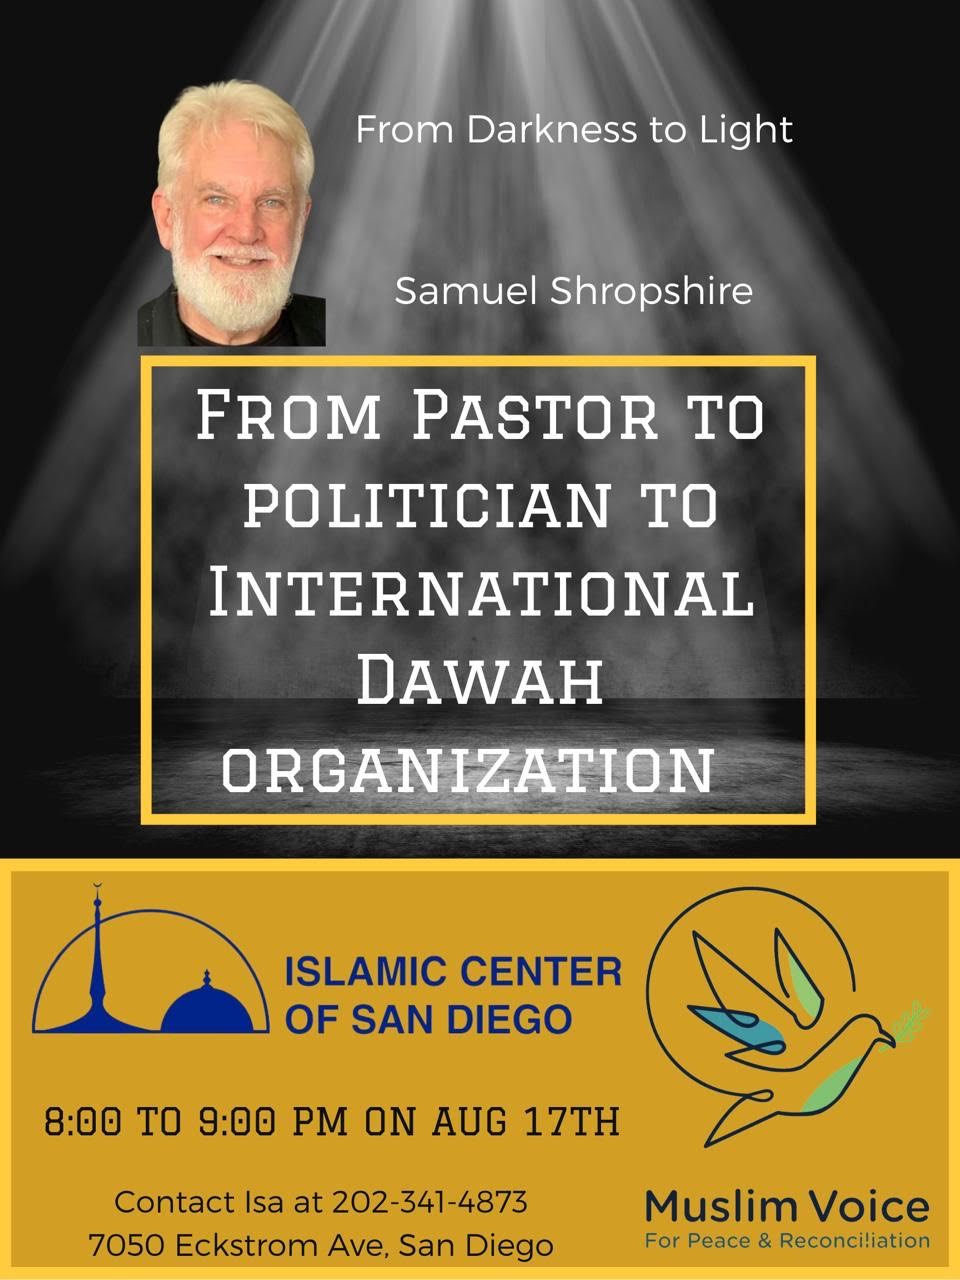 From Darkness to Light
Samuel Shropshire
From Pastor to
politician to
International
Dawah
organization
ISLAMIC CENTER
OF SAN DIEGO
8:00 TO 9:00 PM ON AUG 17TH
Contact Isa at 202-341-4873
7050 Eckstrom Ave, San Diego
Muslim Voice
For Peace & Reconciliation